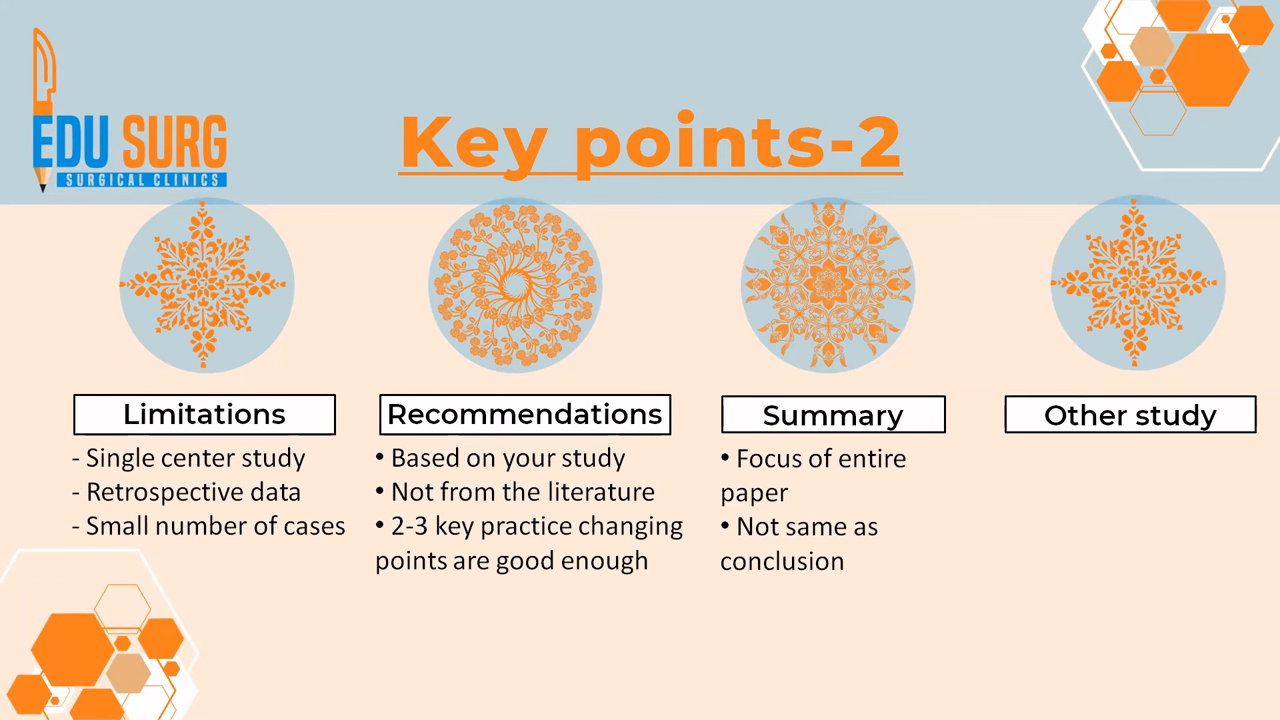 EDU SURG
SURGICAL CLINICS
Key points-2
Limitations
- Single center study
- Retrospective data
- Small number of cases
Recommendations
• Based on your study
• Not from the literature
• 2-3 key practice changing
points are good enough
Summary
• Focus of entire
paper
• Not same as
conclusion
Other study